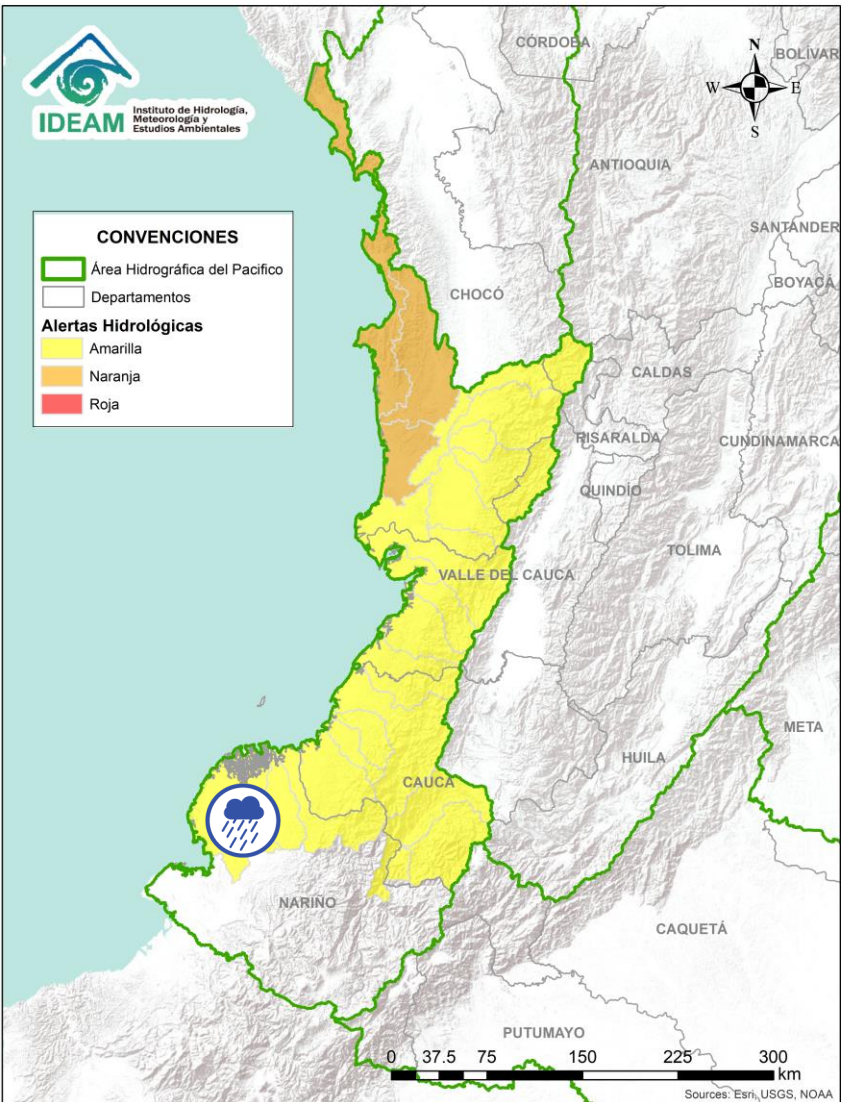 IDEAM
Instituto de Hidrología,
Meteorología y
Estudios Ambientales
CONVENCIONES
Área Hidrográfica del Pacifico
Departamentos
Alertas Hidrológicas
Amarilla
Naranja
Roja
N
W
E
S
CÓRDOBA
BOLÍVAR
ANTIOQUIA
SANTANDER
BOYACÁ
CHOCÓ
CALDAS
RISARALDA
CUNDINAMARCA
QUINDÍO
TOLIMA
VALLE DEL CAUCA
META
HUILA
CAUCA
NARIÑO
CAQUETÁ
PUTUMAYO
0 37.5 75 150 225 300
km
Sources: Esri, USGS, NOAA